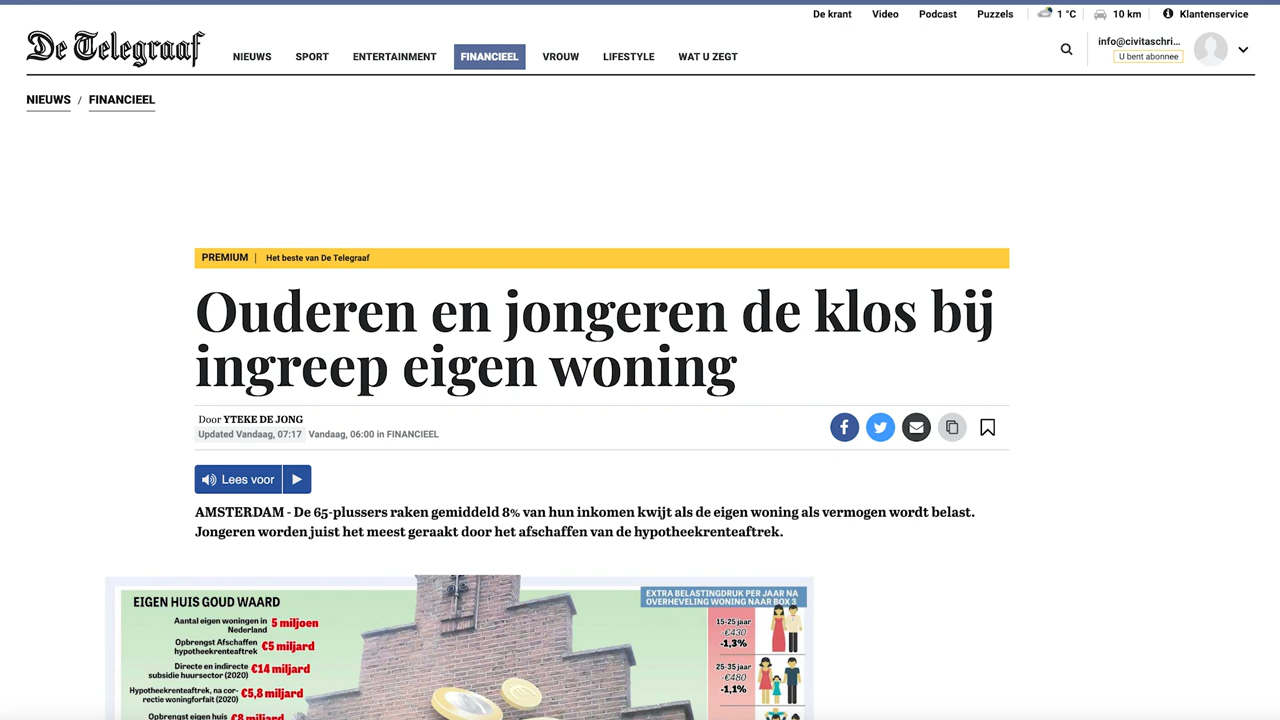 De krant Video Podcast Puzzels 1 °C 10 km Klantenservice
De Telegraaf
NIEUWS SPORT ENTERTAINMENT FINANCIEEL VROUW LIFESTYLE WAT U ZEGT
info@civitaschri...
U bent abonnee
NIEUWS / FINANCIEEL
PREMIUM | Het beste van De Telegraaf
Ouderen en jongeren de klos bij
ingreep eigen woning
Door YTEKE DE JONG
Updated Vandaag, 07:17 Vandaag, 06:00 in FINANCIEEL
Lees voor
AMSTERDAM - De 65-plussers raken gemiddeld 8% van hun inkomen kwijt als de eigen woning als vermogen wordt belast.
Jongeren worden juist het meest geraakt door het afschaffen van de hypotheekrenteaftrek.
EIGEN HUIS GOUD WAARD
Aantal eigen woningen in
Nederland 5 miljoen
Opbrengst Afschaffen
hypotheekrenteaftrek €5 miljard
Directe en indirecte
subsidie huursector (2020) €14 miljard
Hypotheekrenteaftrek, na cor-
rectie woningforfait (2020) €5,8 miljard
Opbrengst eigen huis €8 miljard
EXTRA BELASTINGDRUK PER JAAR NA
OVERHEVELING WONING NAAR BOX 3
15-25 jaar
-€430
-1,3%
25-35 jaar
-€480
-1,1%